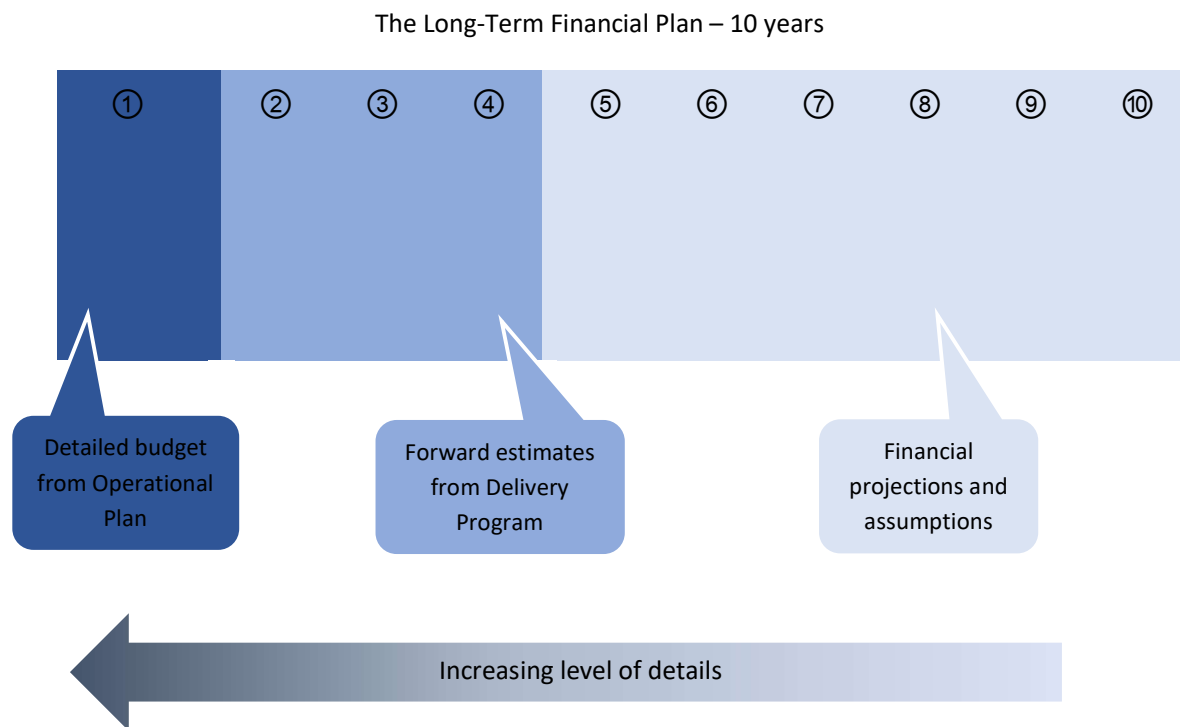 The Long-Term Financial Plan – 10 years
① ② ③ ④ ⑤ ⑥ ⑦ ⑧ ⑨ ⑩
Detailed budget
from Operational
Plan
Forward estimates
from Delivery
Program
Financial
projections and
assumptions
Increasing level of details